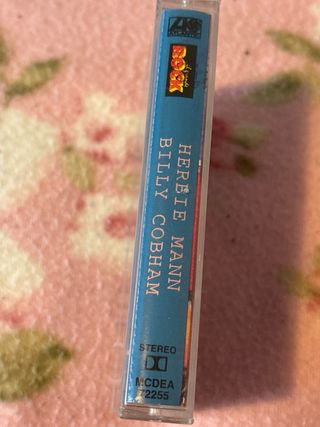 ROCK
HERBIE MANN
BILLY COBHAM
STEREO
MCDEA
72255